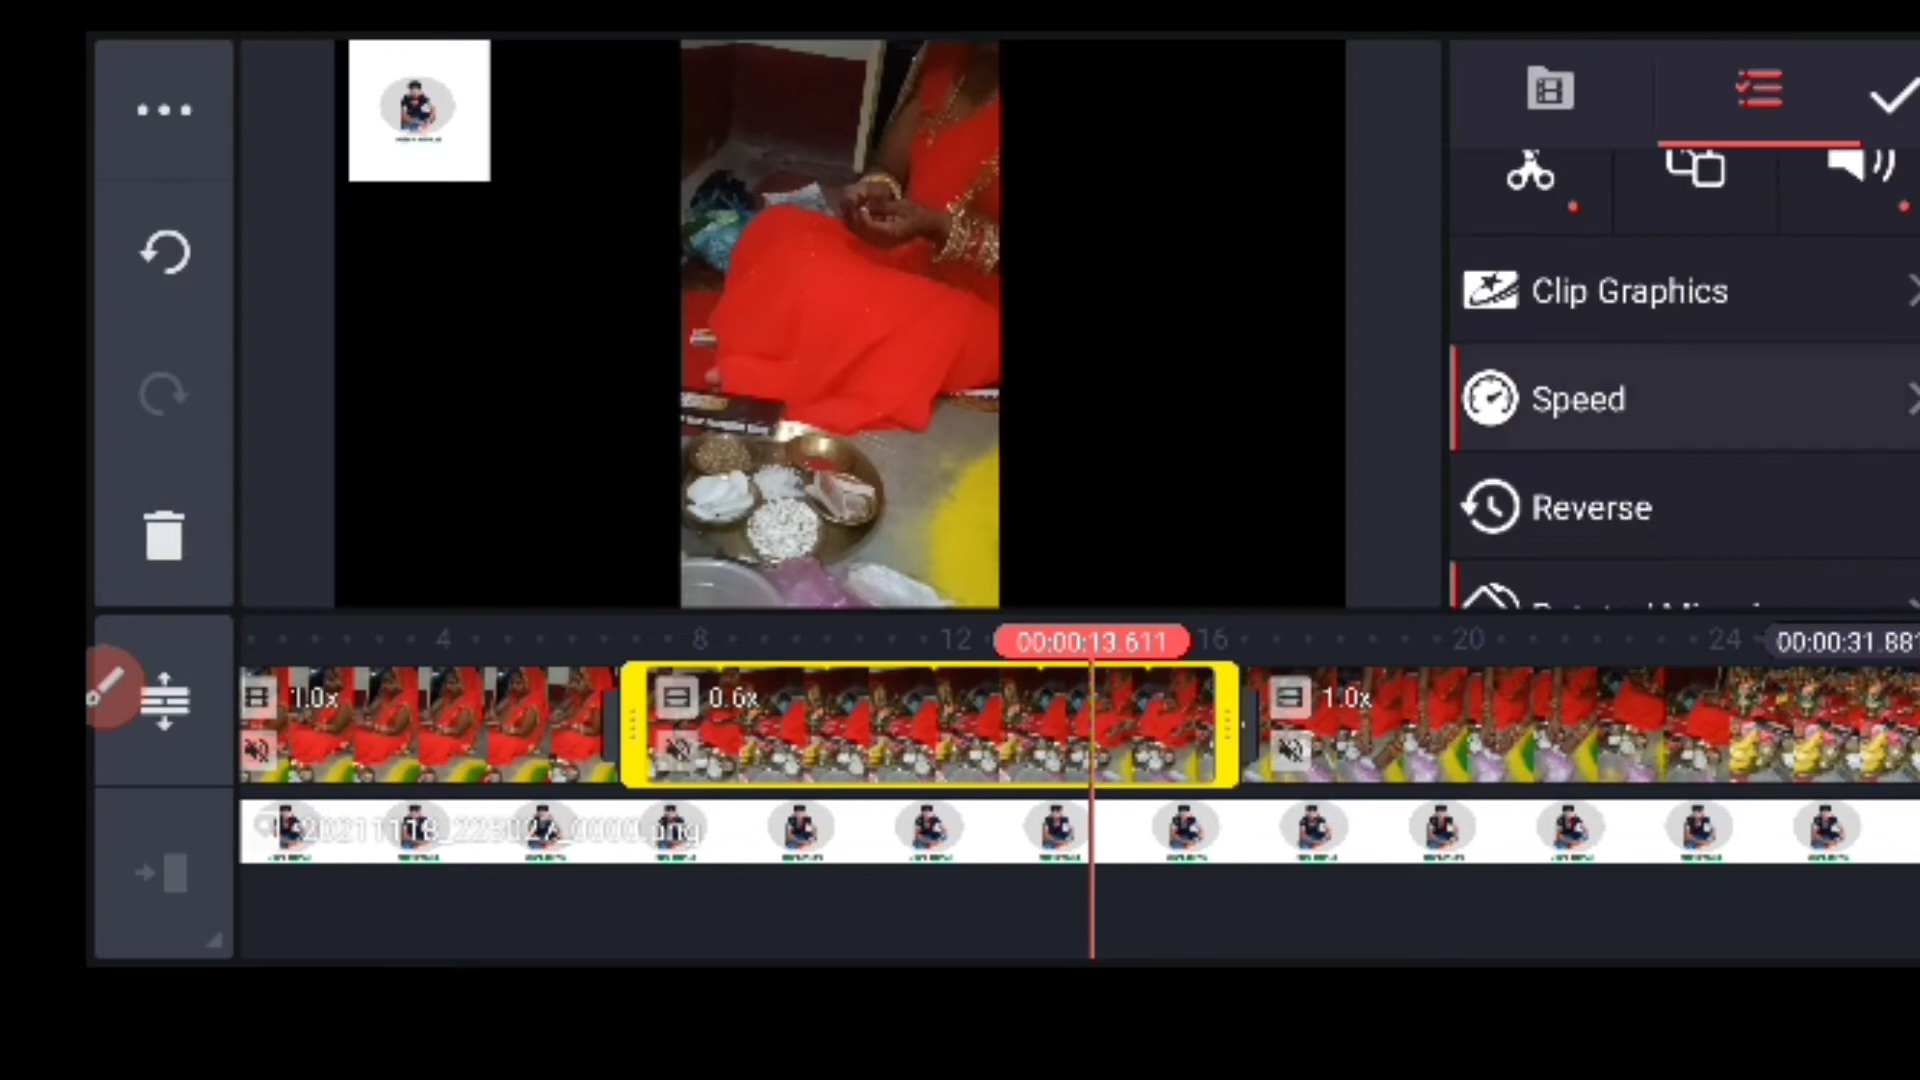 Clip Graphics
Speed
Reverse
4
8
12
00:00:13.611
16
20
24
00:00:31.881
1.0x
0.6x
1.0x